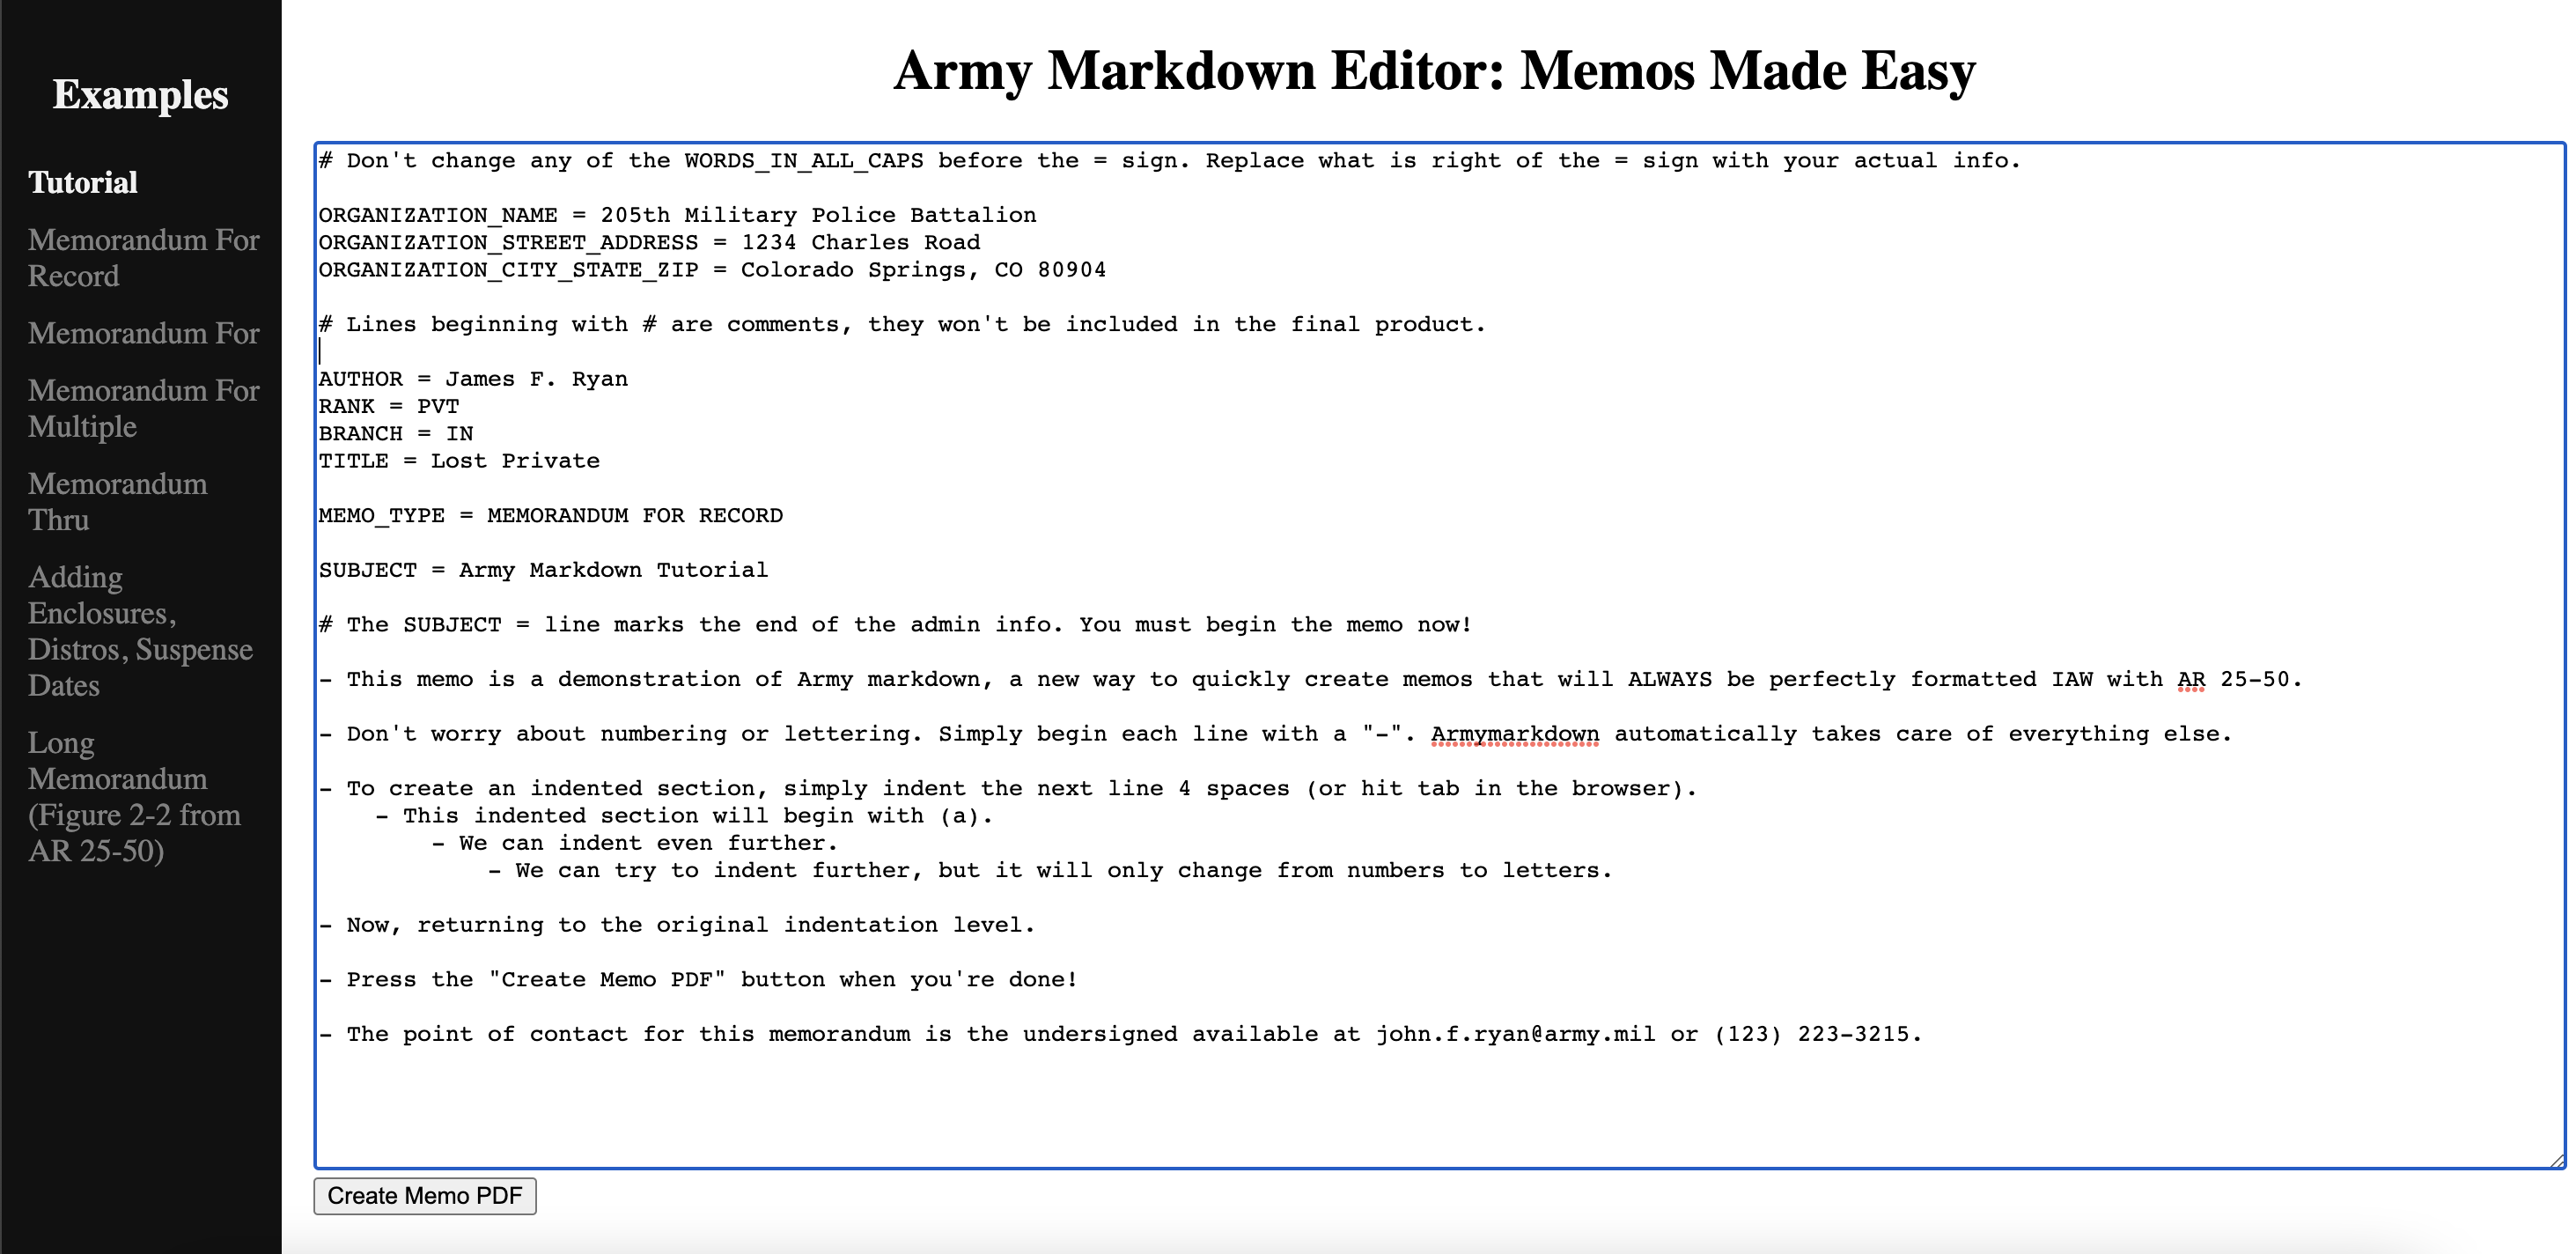 Examples
Tutorial
Memorandum For
Record
Memorandum For
Memorandum For
Multiple
Memorandum
Thru
Adding
Enclosures,
Distros, Suspense
Dates
Long
Memorandum
(Figure 2-2 from
AR 25-50)
Army Markdown Editor: Memos Made Easy
# Don't change any of the WORDS_IN_ALL_CAPS before the = sign. Replace what is right of the = sign with your actual info.
ORGANIZATION_NAME = 205th Military Police Battalion
ORGANIZATION_STREET_ADDRESS = 1234 Charles Road
ORGANIZATION_CITY_STATE_ZIP = Colorado Springs, CO 80904
# Lines beginning with # are comments, they won't be included in the final product.
AUTHOR = James F. Ryan
RANK = PVT
BRANCH = IN
TITLE = Lost Private
MEMO_TYPE = MEMORANDUM FOR RECORD
SUBJECT = Army Markdown Tutorial
# The SUBJECT = line marks the end of the admin info. You must begin the memo now!
- This memo is a demonstration of Army markdown, a new way to quickly create memos that will ALWAYS be perfectly formatted IAW with AR 25-50.
- Don't worry about numbering or lettering. Simply begin each line with a "-". Armymarkdown automatically takes care of everything else.
- To create an indented section, simply indent the next line 4 spaces (or hit tab in the browser).
    - This indented section will begin with (a).
        - We can indent even further.
            - We can try to indent further, but it will only change from numbers to letters.
- Now, returning to the original indentation level.
- Press the "Create Memo PDF" button when you're done!
- The point of contact for this memorandum is the undersigned available at john.f.ryan@army.mil or (123) 223-3215.
Create Memo PDF